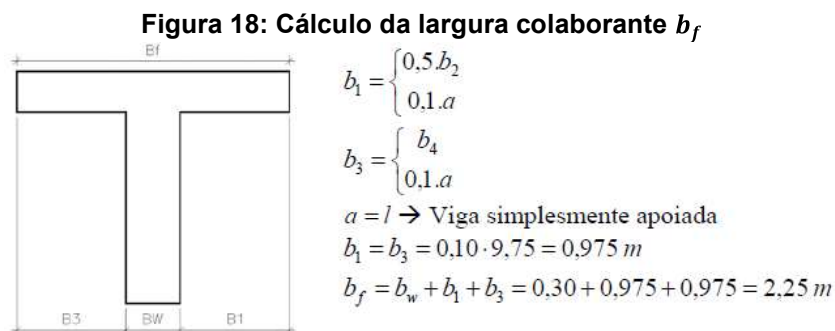 Figura 18: Cálculo da largura colaborante b_f
Bf
b_1 = { 0,5.b_2
0,1.a
b_3 = { b_4
0,1.a
a = l → Viga simplesmente apoiada
b_1 = b_3 = 0,10 · 9,75 = 0,975 m
b_f = b_w + b_1 + b_3 = 0,30 + 0,975 + 0,975 = 2,25 m
B3 BW B1